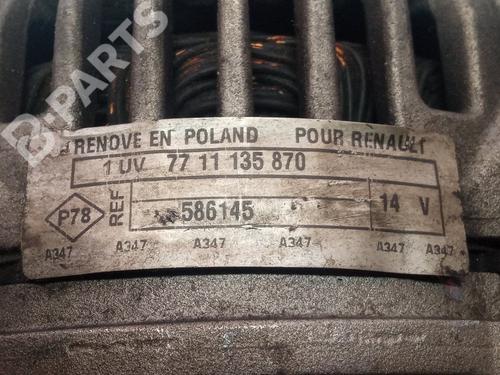 B-PARTS
RENOVE EN POLAND POUR RENAULT
1 UV 77 11 135 870
P78 REF 586145 14 V
A347 A347 A347 A347 A347 A347